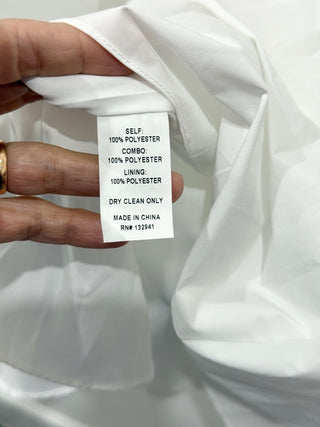 SELF:
100% POLYESTER
COMBO:
100% POLYESTER
LINING:
100% POLYESTER
DRY CLEAN ONLY
MADE IN CHINA
RN# 132941